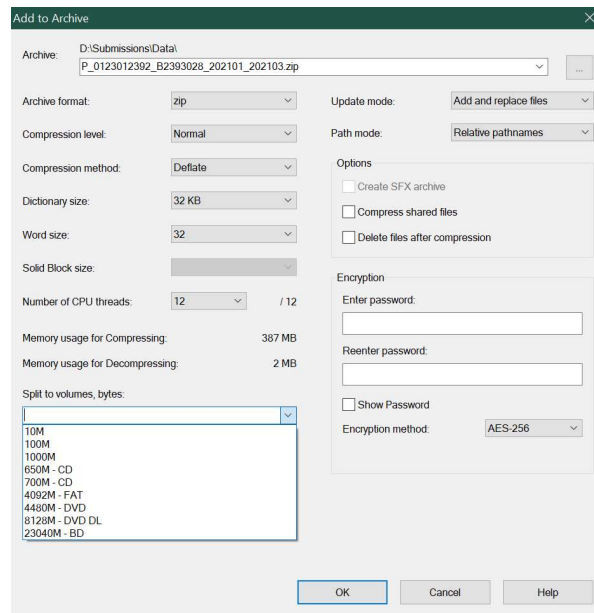 Add to Archive
Archive:
D:\Submissions\Data\
P_0123012392_B2393028_202101_202103.zip
...
Archive format:
zip
Compression level:
Normal
Compression method:
Deflate
Dictionary size:
32 KB
Word size:
32
Solid Block size:
Number of CPU threads:
12
/ 12
Memory usage for Compressing:
387 MB
Memory usage for Decompressing:
2 MB
Split to volumes, bytes:
10M
100M
1000M
650M - CD
700M - CD
4092M - FAT
4480M - DVD
8128M - DVD DL
23040M - BD
Update mode:
Add and replace files
Path mode:
Relative pathnames
Options
Create SFX archive
Compress shared files
Delete files after compression
Encryption
Enter password:
Reenter password:
Show Password
Encryption method:
AES-256
OK
Cancel
Help